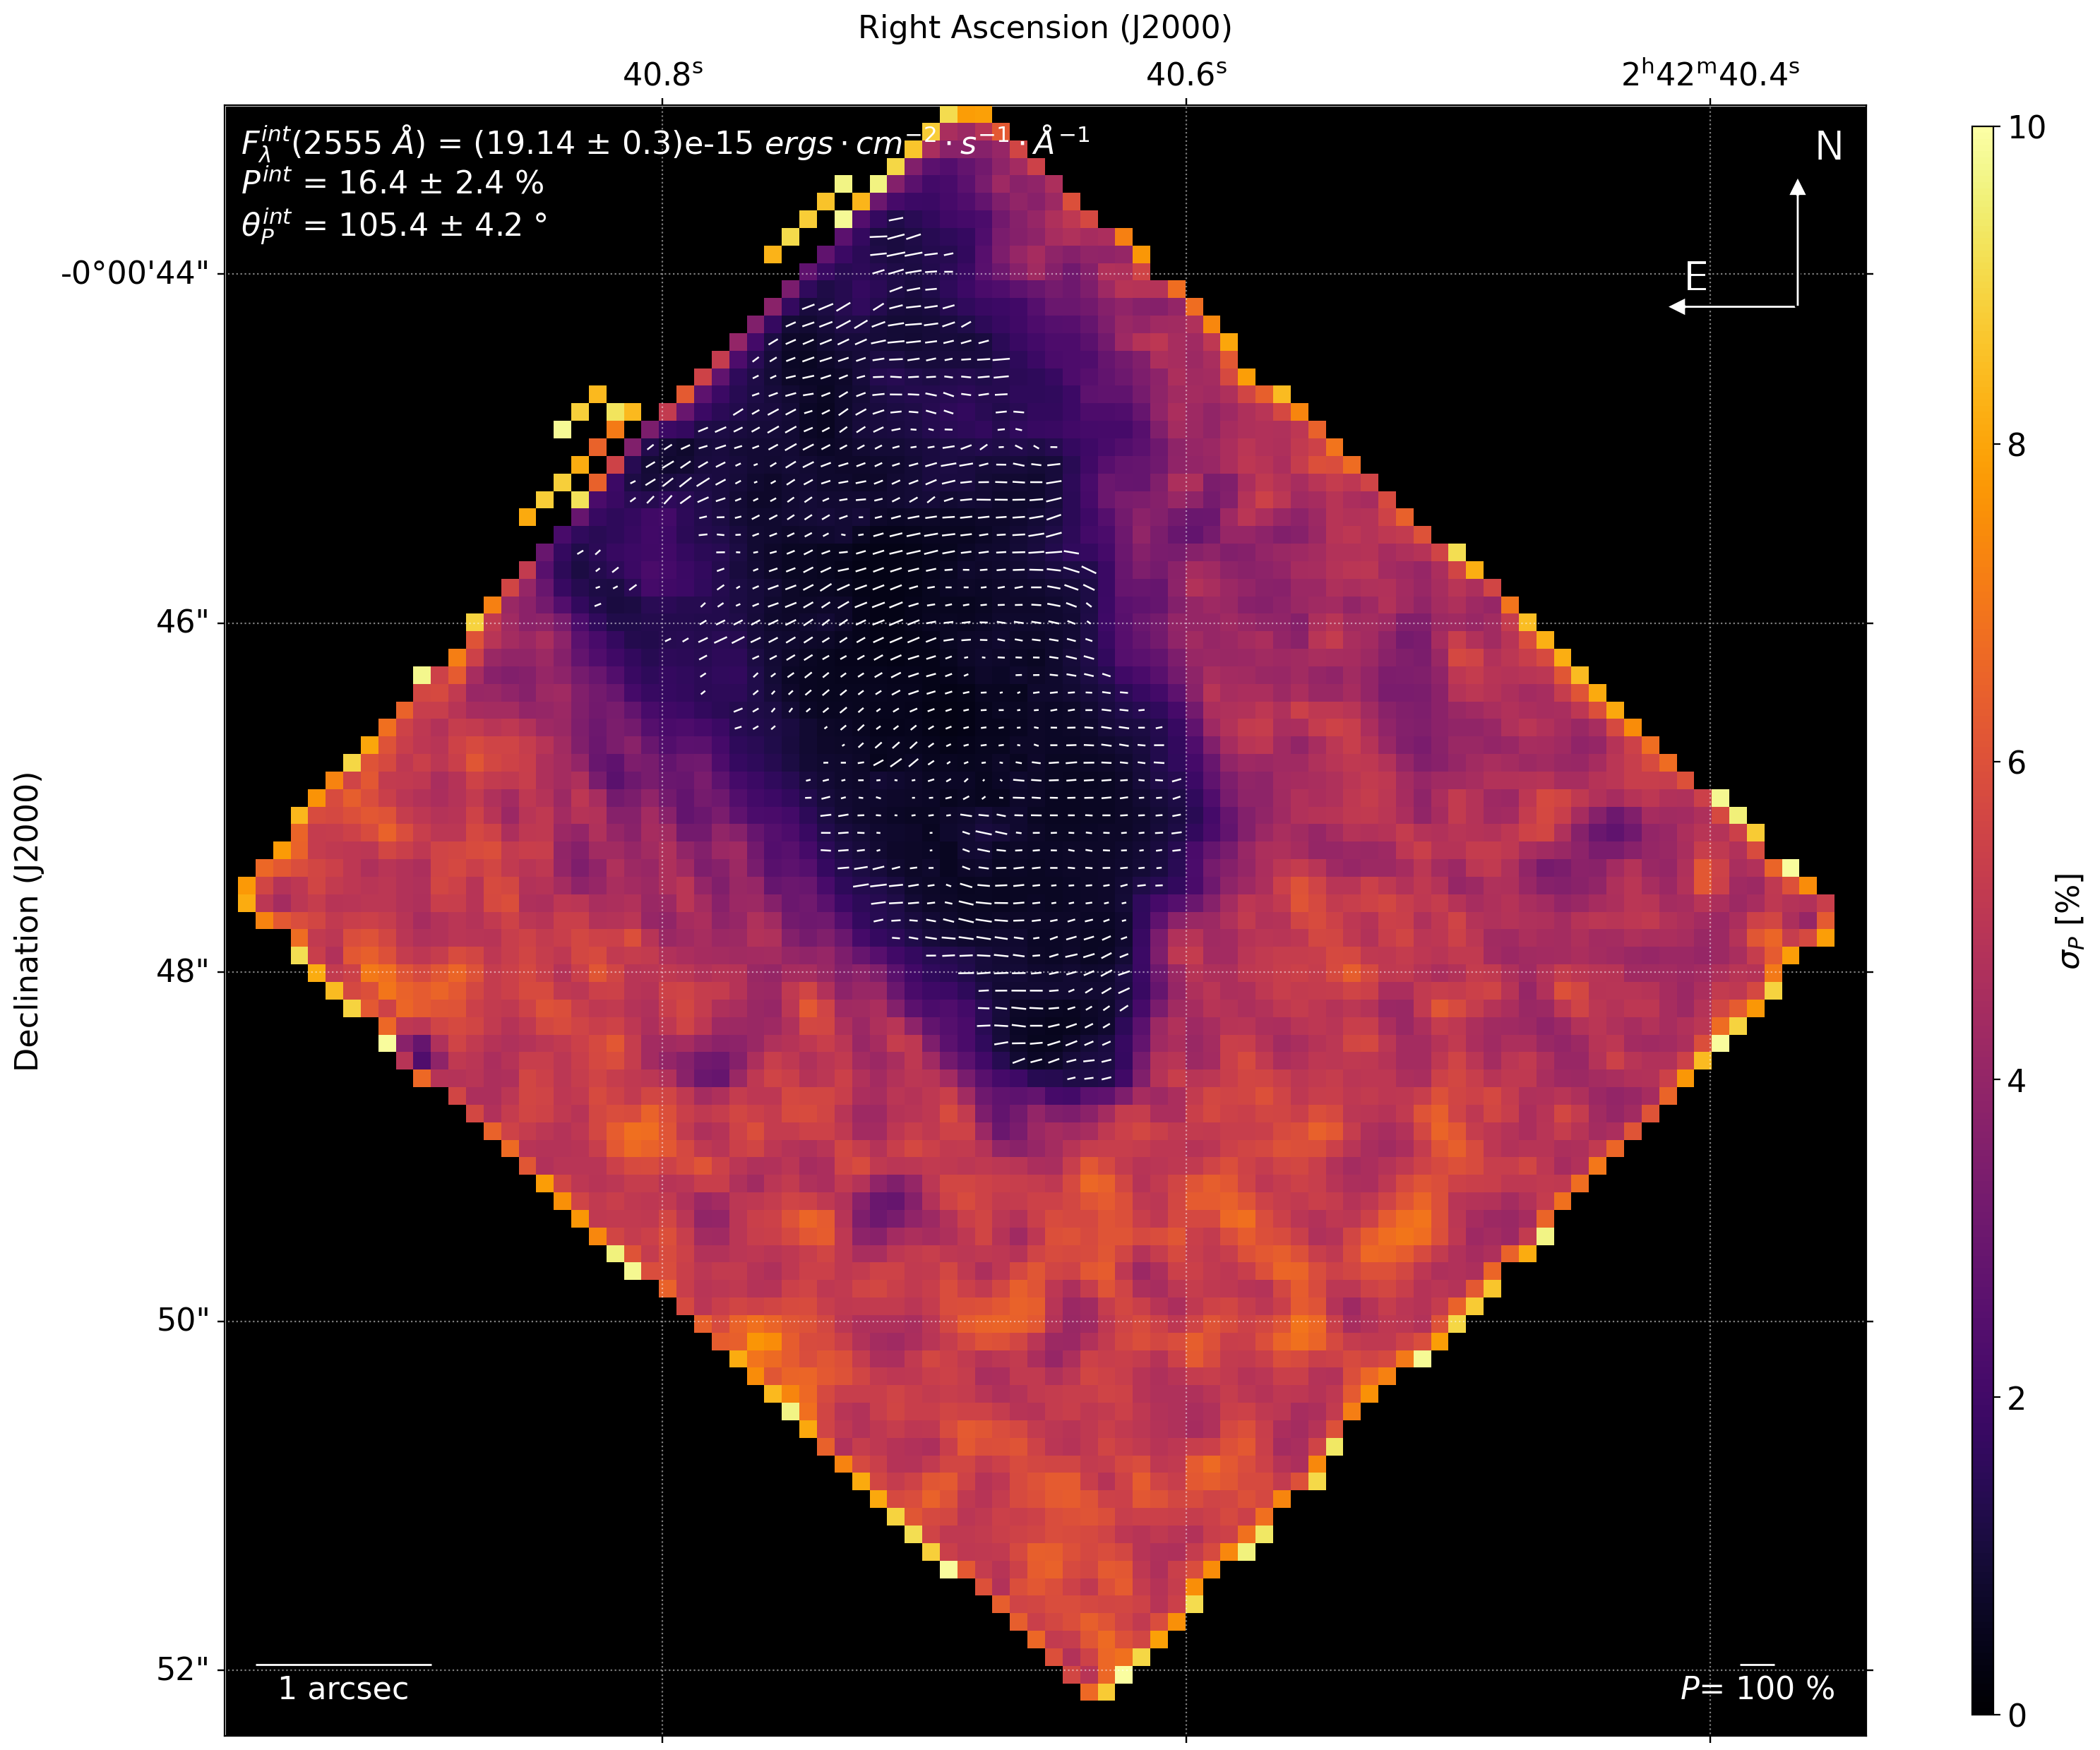 Right Ascension (J2000)
40.8ˢ 40.6ˢ 2ʰ42ᵐ40.4ˢ
F_λ^int(2555 Å) = (19.14 ± 0.3)e-15 ergs · cm⁻² · s⁻¹ · Å⁻¹
P^int = 16.4 ± 2.4 %
θ_P^int = 105.4 ± 4.2 °
N
E
-0°00'44"
46"
48"
50"
52"
Declination (J2000)
1 arcsec
P= 100 %
10
8
6
4
2
0
σ_P [%]